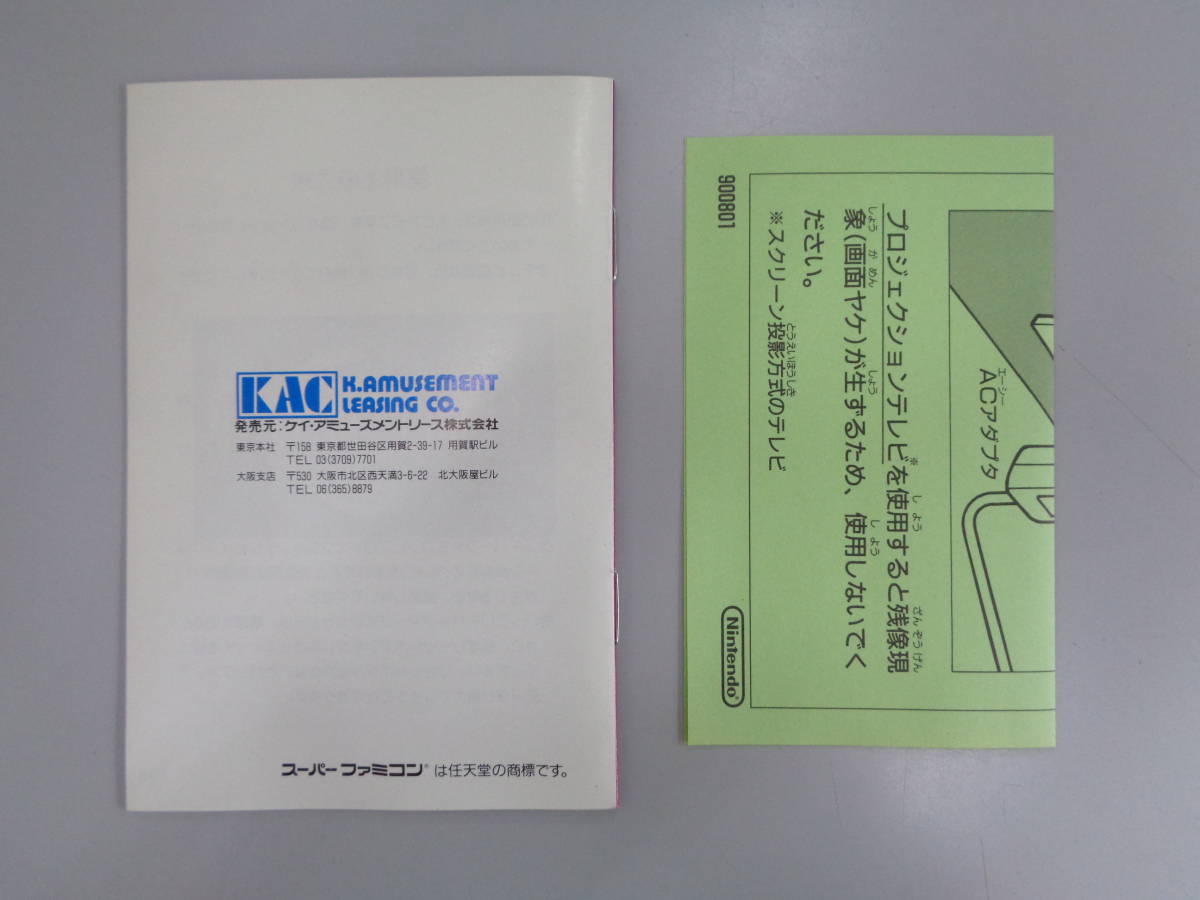 KAC
K.AMUSEMENT
LEASING CO.
発売元:ケイ・アミューズメントリース株式会社
東京本社 〒158 東京都世田谷区用賀2-39-17 用賀駅ビル
TEL 03(3709)7701
大阪支店 〒530 大阪市北区西天満3-6-22 北大阪屋ビル
TEL 06(365)8879
スーパーファミコン®は任天堂の商標です。
エーシー
ACアダプタ
プロジェクションテレビ※を使用すると残像現
象(画面ヤケ)が生ずるため、使用しないでく
ださい。
※スクリーン投影方式のテレビ
900801
Nintendo®